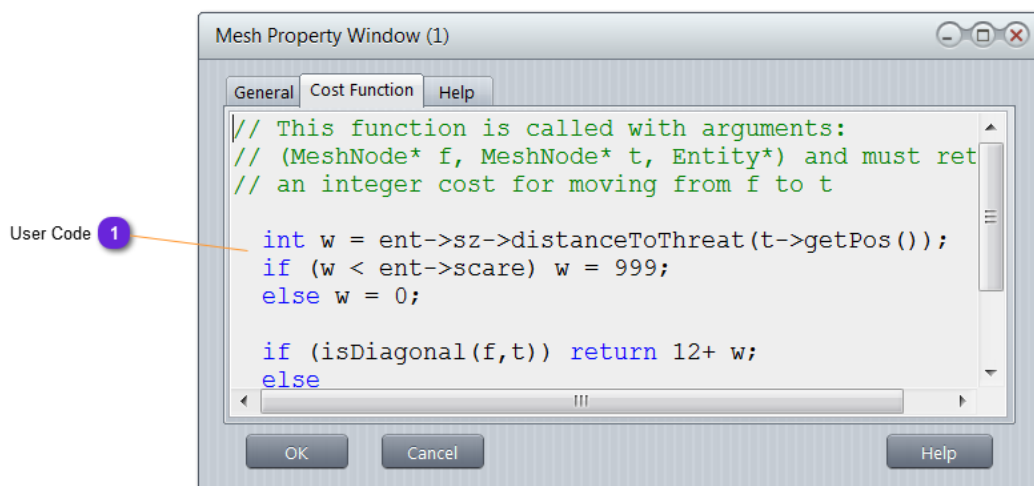 Mesh Property Window (1)
General Cost Function Help
// This function is called with arguments:
// (MeshNode* f, MeshNode* t, Entity*) and must ret
// an integer cost for moving from f to t
int w = ent->sz->distanceToThreat(t->getPos());
if (w < ent->scare) w = 999;
else w = 0;
if (isDiagonal(f,t)) return 12+ w;
else
User Code 1
OK Cancel Help